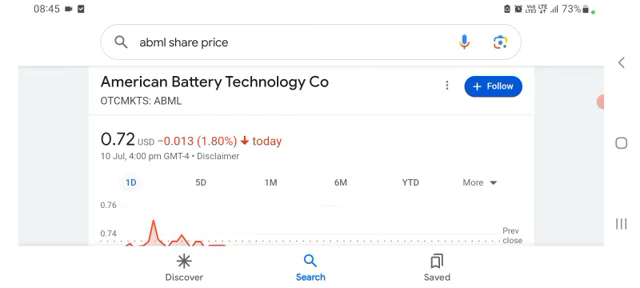 08:45
73%
abml share price
American Battery Technology Co
OTCMKTS: ABML
+ Follow
0.72 USD −0.013 (1.80%) today
10 Jul, 4:00 pm GMT-4 • Disclaimer
1D 5D 1M 6M YTD More
0.76
0.74
Prev
close
Discover Search Saved